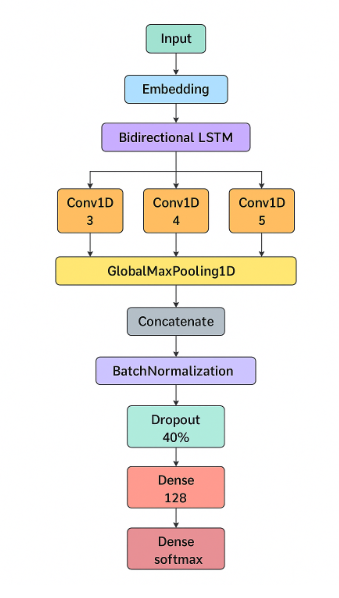 Input
Embedding
Bidirectional LSTM
Conv1D
3
Conv1D
4
Conv1D
5
GlobalMaxPooling1D
Concatenate
BatchNormalization
Dropout
40%
Dense
128
Dense
softmax